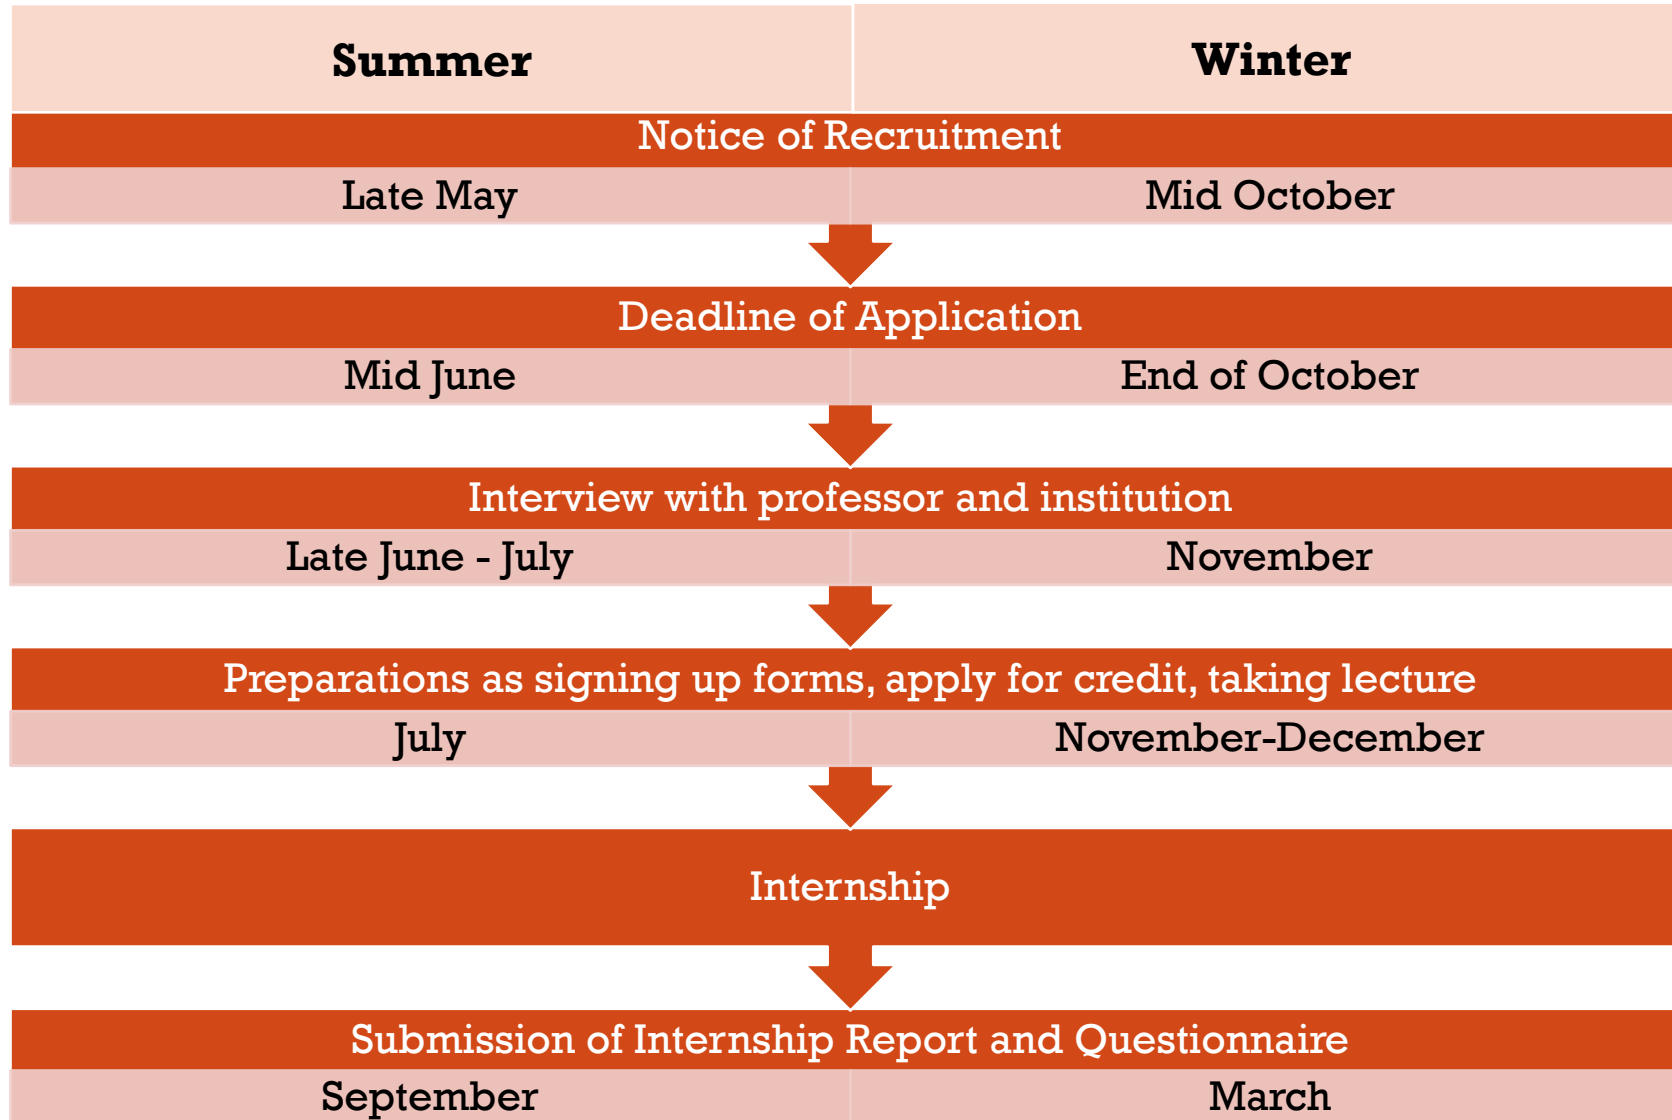 Summer Winter
Notice of Recruitment
Late May Mid October
Deadline of Application
Mid June End of October
Interview with professor and institution
Late June - July November
Preparations as signing up forms, apply for credit, taking lecture
July November-December
Internship
Submission of Internship Report and Questionnaire
September March